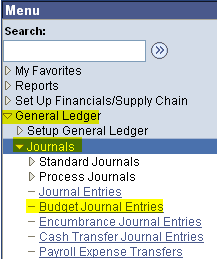 Menu
Search:
My Favorites
Reports
Set Up Financials/Supply Chain
General Ledger
Setup General Ledger
Journals
Standard Journals
Process Journals
Journal Entries
Budget Journal Entries
Encumbrance Journal Entries
Cash Transfer Journal Entries
Payroll Expense Transfers